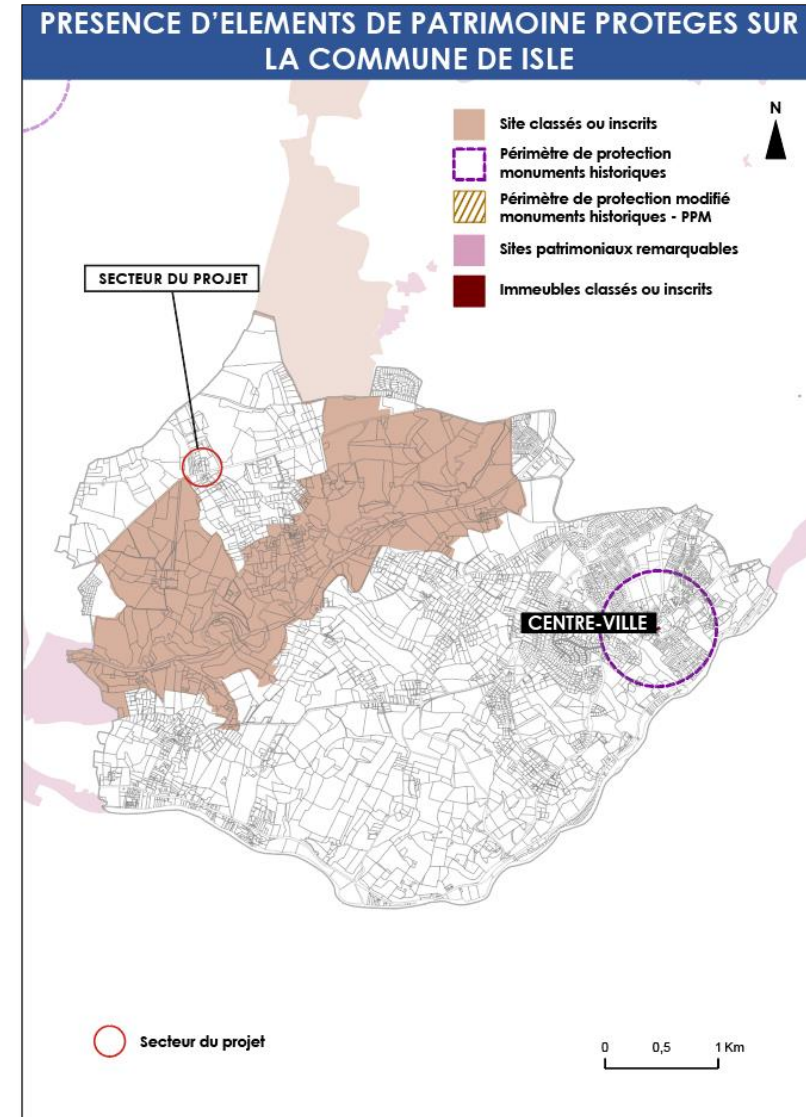 PRESENCE D'ELEMENTS DE PATRIMOINE PROTEGES SUR
LA COMMUNE DE ISLE
N
Site classés ou inscrits
Périmètre de protection
monuments historiques
Périmètre de protection modifié
monuments historiques - PPM
Sites patrimoniaux remarquables
Immeubles classés ou inscrits
SECTEUR DU PROJET
CENTRE-VILLE
Secteur du projet
0 0,5 1 Km